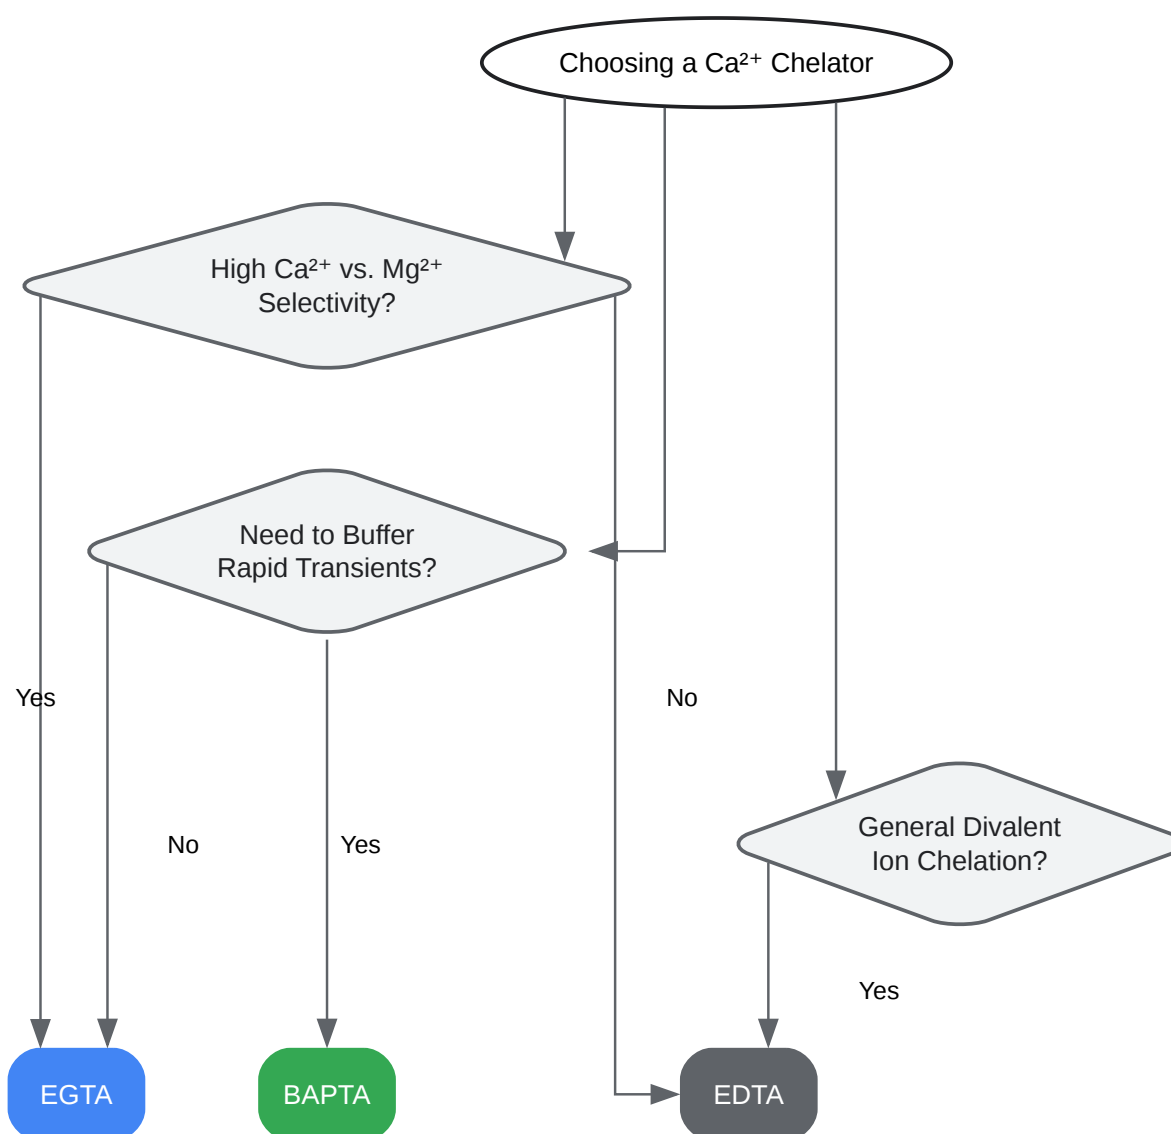 Choosing a Ca²⁺ Chelator
High Ca²⁺ vs. Mg²⁺
Selectivity?
Need to Buffer
Rapid Transients?
Yes
No
General Divalent
Ion Chelation?
No
Yes
Yes
EGTA
BAPTA
EDTA